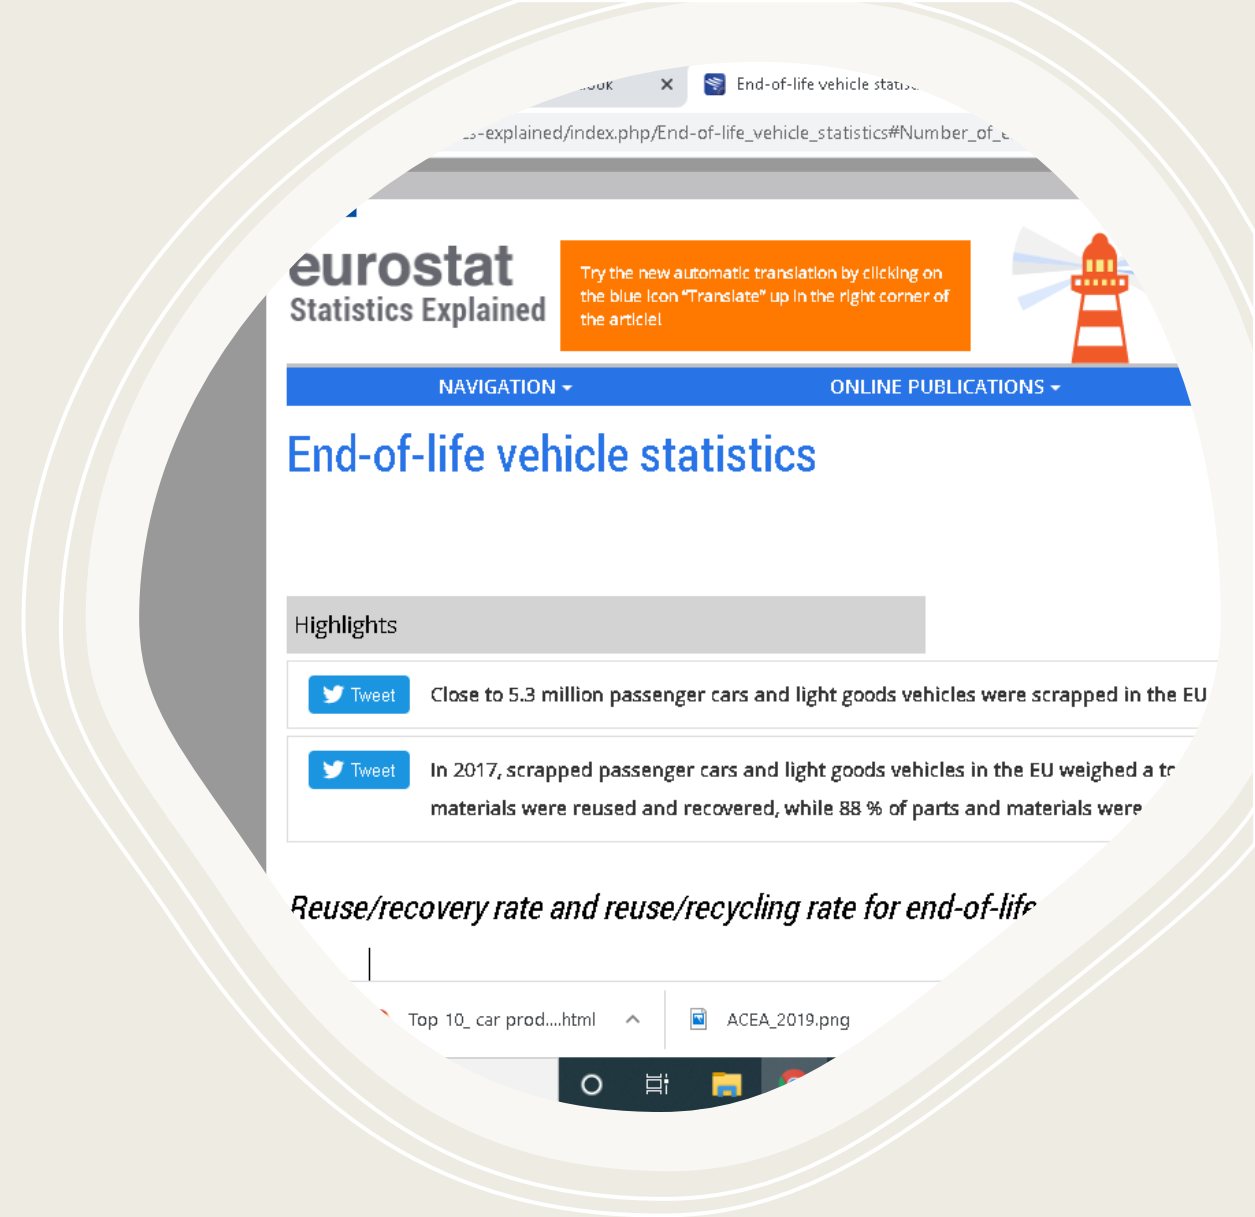 End-of-life vehicle
-explained/index.php/End-of-life_vehicle_statistics#Number_of_
eurostat
Statistics Explained
Try the new automatic translation by clicking on
the blue icon “Translate” up in the right corner of
the article!
NAVIGATION
ONLINE PUBLICATIONS
End-of-life vehicle statistics
Highlights
Tweet
Close to 5.3 million passenger cars and light goods vehicles were scrapped in the EU
Tweet
In 2017, scrapped passenger cars and light goods vehicles in the EU weighed a
materials were reused and recovered, while 88 % of parts and materials were
Reuse/recovery rate and reuse/recycling rate for end-of-life
Top 10_ car prod....html
ACEA_2019.png